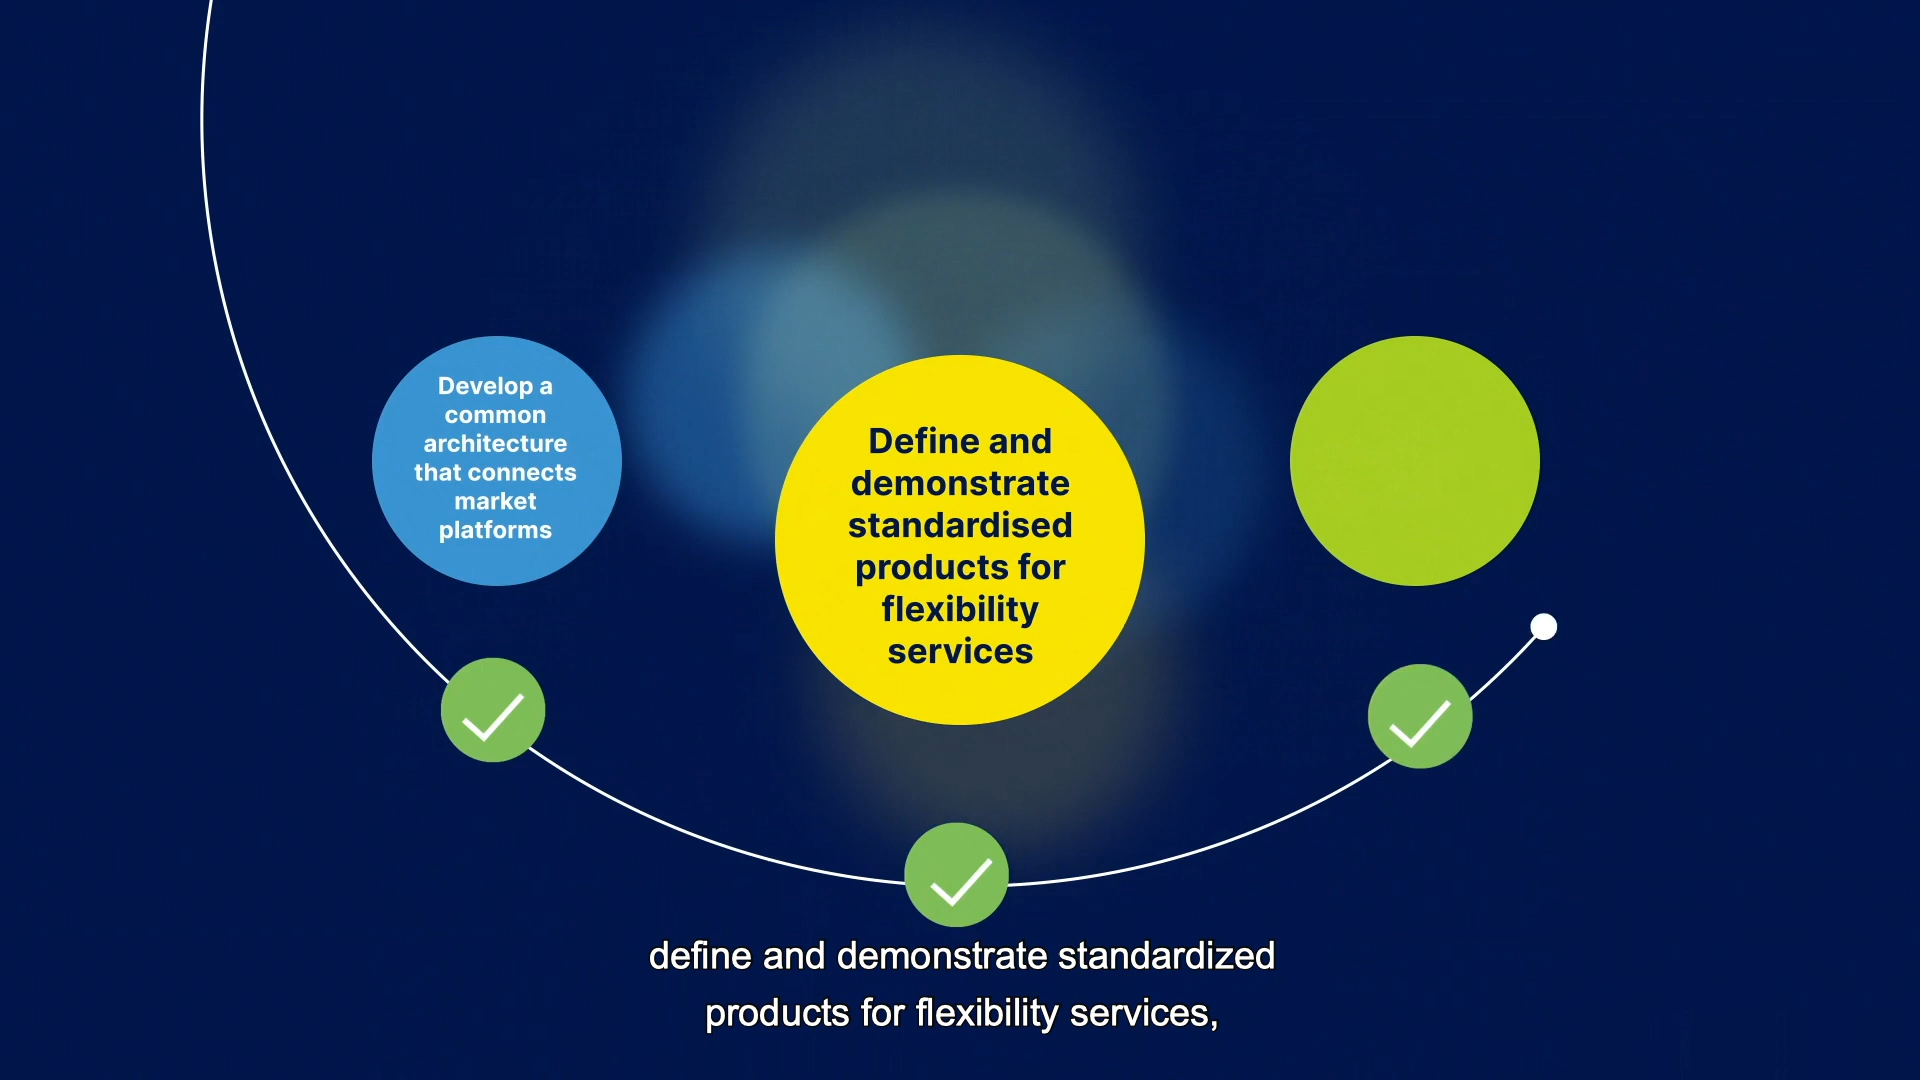 Develop a
common
architecture
that connects
market
platforms
Define and
demonstrate
standardised
products for
flexibility
services
define and demonstrate standardized
products for flexibility services,